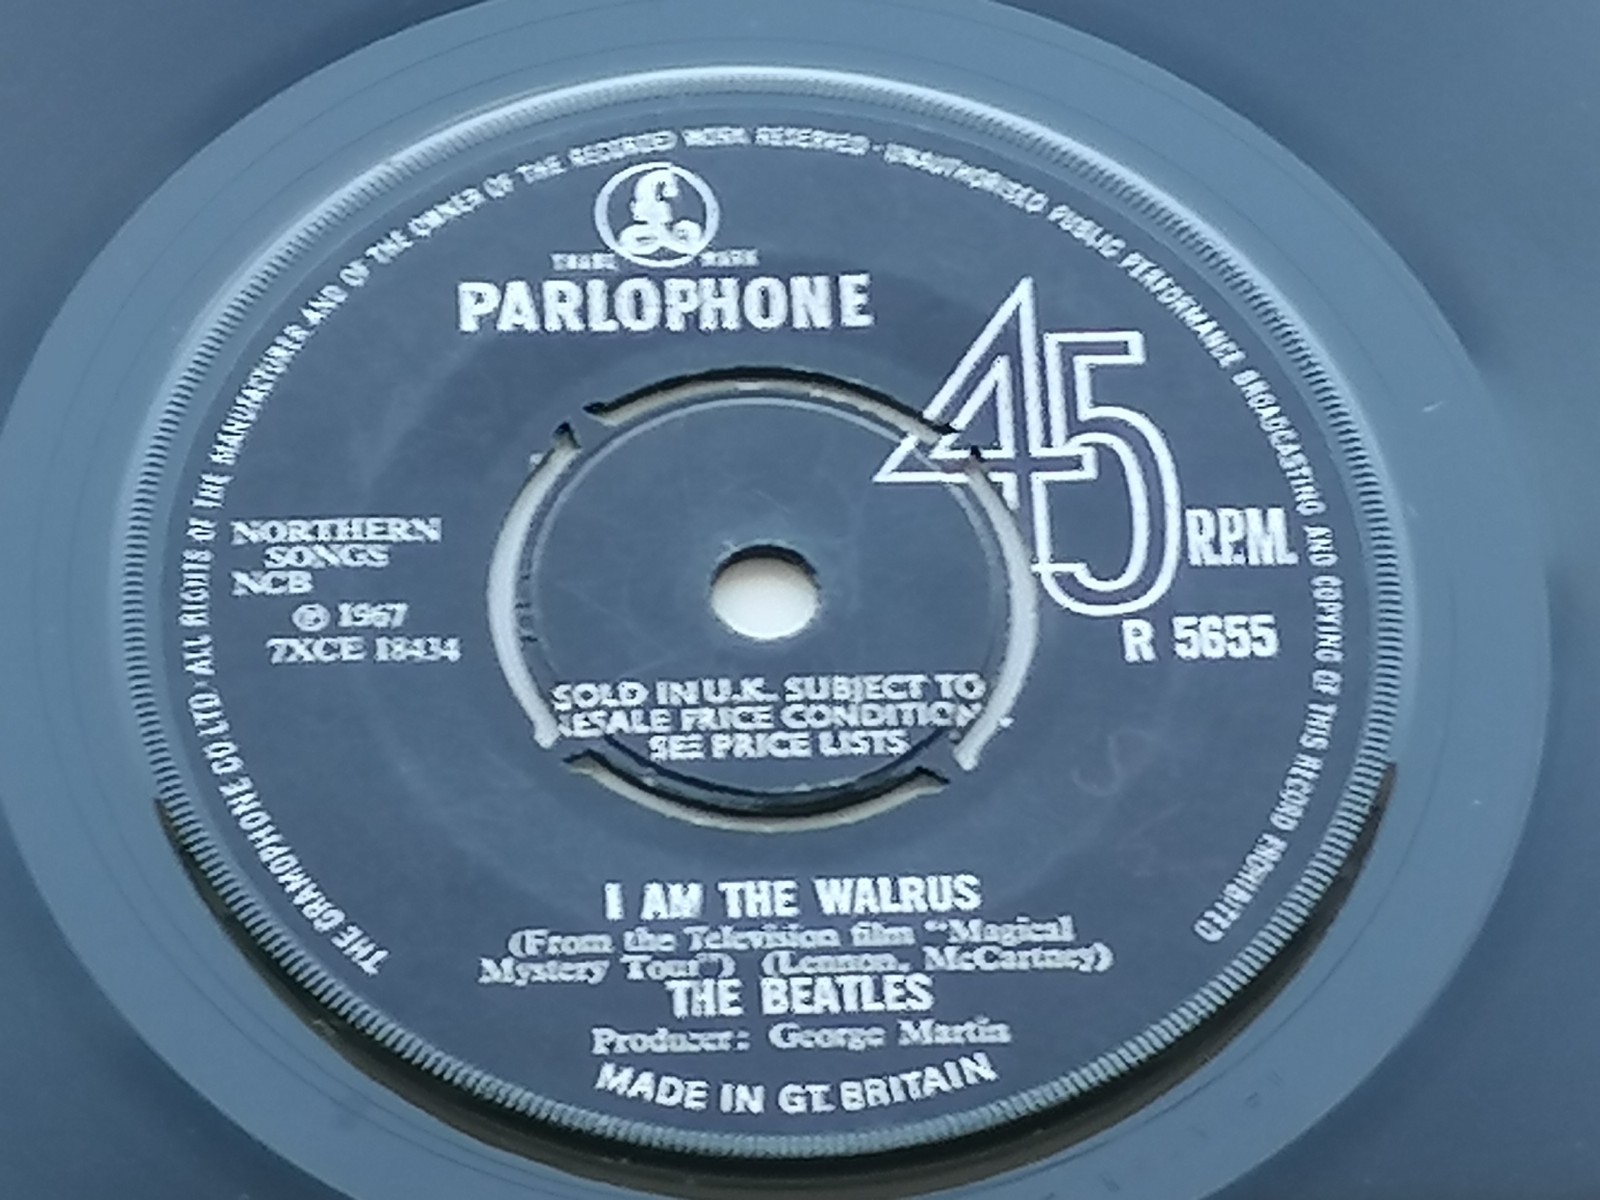 THE GRAMOPHONE CO LTD · ALL RIGHTS OF THE MANUFACTURER AND OF THE OWNER OF THE RECORDED WORK RESERVED · UNAUTHORISED PUBLIC PERFORMANCE BROADCASTING AND COPYING OF THIS RECORD PROHIBITED
£
TRADE MARK
PARLOPHONE
45
RPM.
NORTHERN
SONGS
NCB
℗ 1967
7XCE 18434
R 5655
SOLD IN U.K. SUBJECT TO
RESALE PRICE CONDITIONS,
SEE PRICE LISTS
I AM THE WALRUS
(From the Television film "Magical
Mystery Tour") (Lennon, McCartney)
THE BEATLES
Producer: George Martin
MADE IN GT. BRITAIN